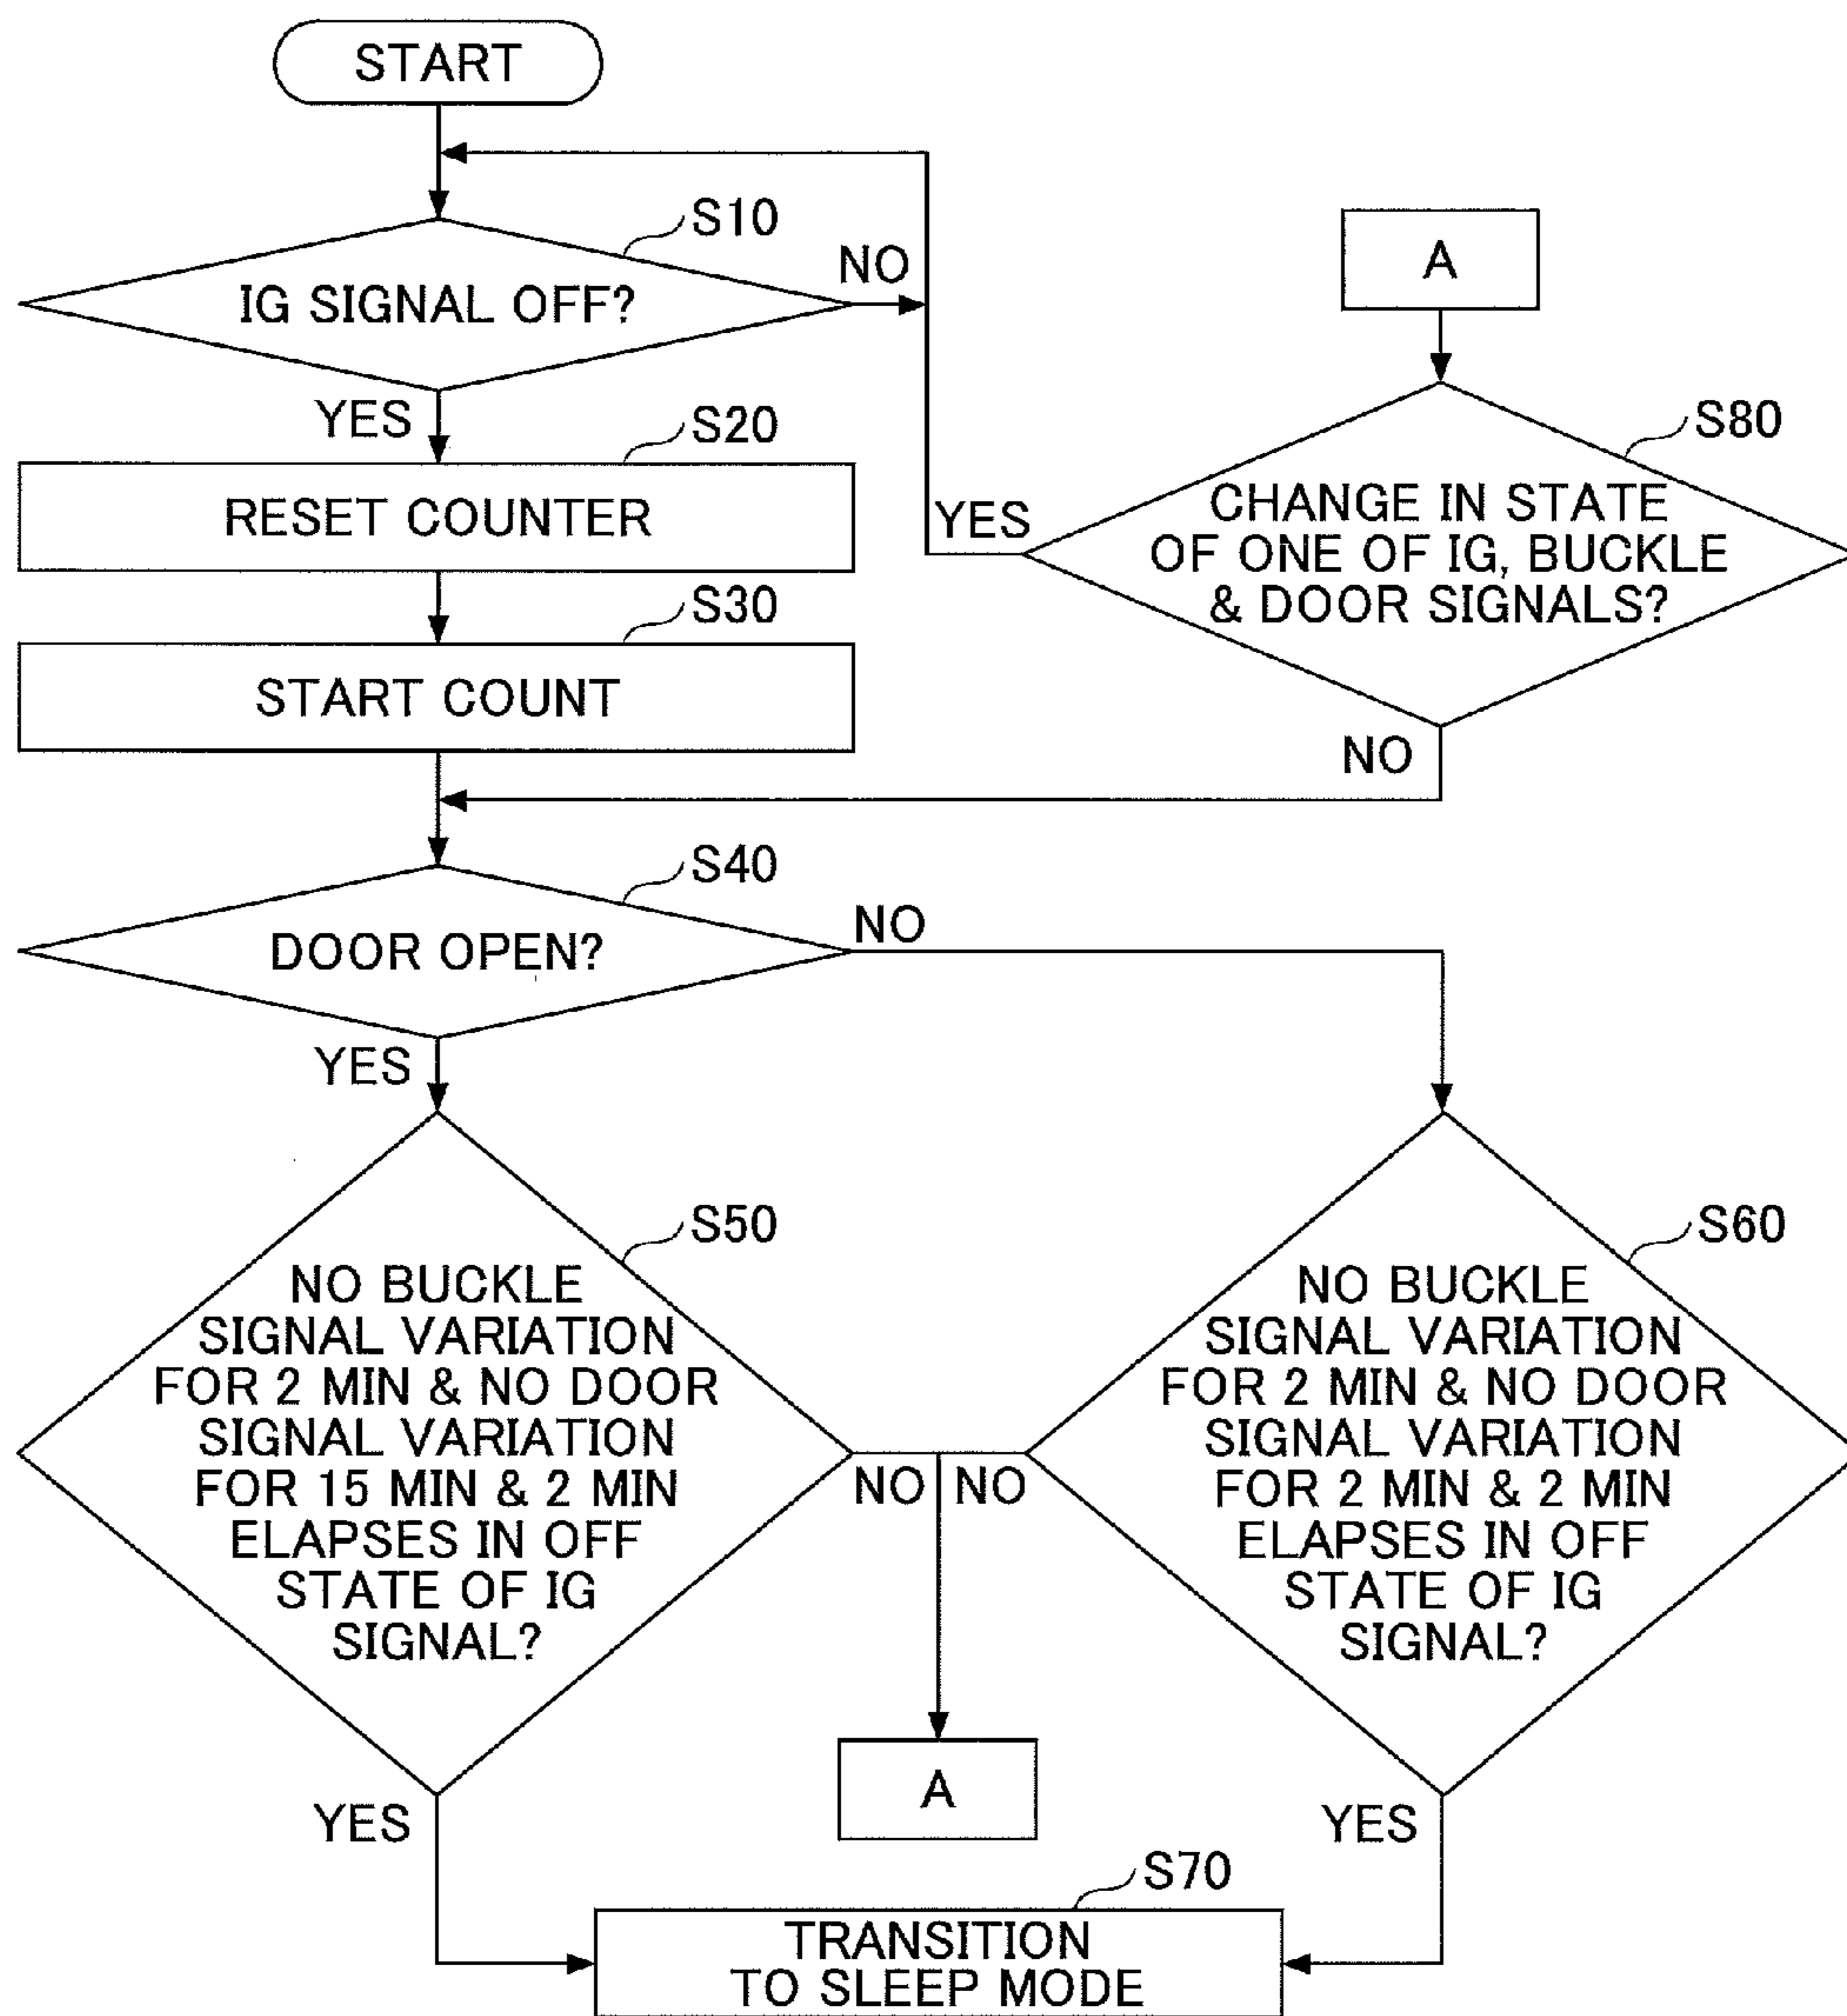 START
S10
IG SIGNAL OFF?
NO
YES
S20
RESET COUNTER
S30
START COUNT
A
S80
CHANGE IN STATE
OF ONE OF IG, BUCKLE
& DOOR SIGNALS?
YES
NO
S40
DOOR OPEN?
NO
YES
S50
NO BUCKLE
SIGNAL VARIATION
FOR 2 MIN & NO DOOR
SIGNAL VARIATION
FOR 15 MIN & 2 MIN
ELAPSES IN OFF
STATE OF IG
SIGNAL?
NO
YES
S60
NO BUCKLE
SIGNAL VARIATION
FOR 2 MIN & NO DOOR
SIGNAL VARIATION
FOR 2 MIN & 2 MIN
ELAPSES IN OFF
STATE OF IG
SIGNAL?
NO
YES
A
S70
TRANSITION
TO SLEEP MODE